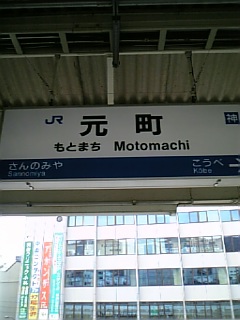 JR 元町 神
もとまち Motomachi
さんのみや こうべ
Sannomiya Kōbe